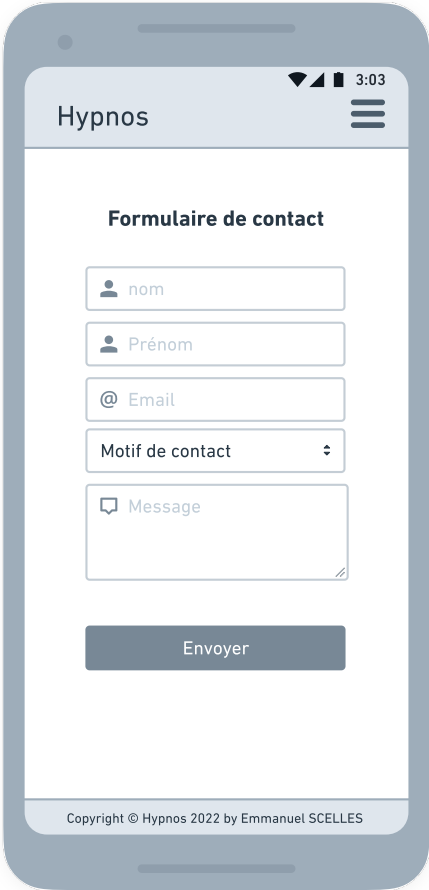 3:03
Hypnos
Formulaire de contact
nom
Prénom
@ Email
Motif de contact
Message
Envoyer
Copyright © Hypnos 2022 by Emmanuel SCELLES